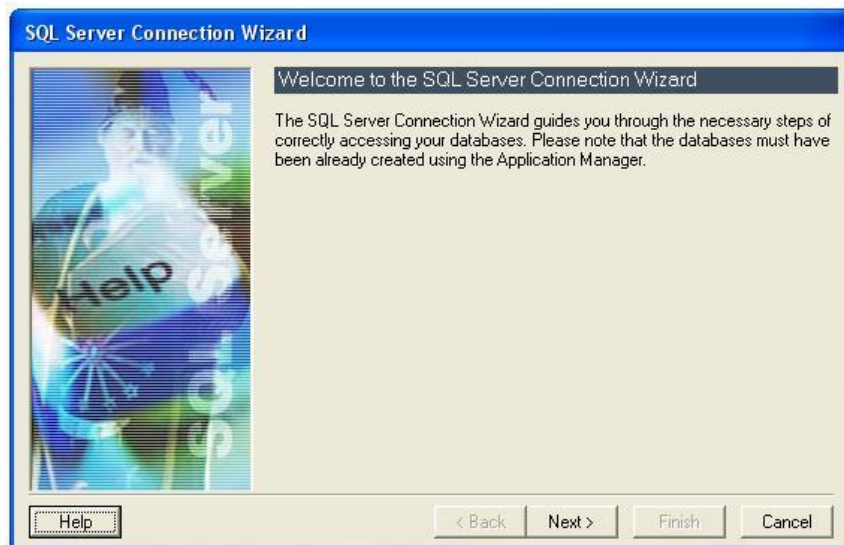 SQL Server Connection Wizard
Welcome to the SQL Server Connection Wizard
The SQL Server Connection Wizard guides you through the necessary steps of
correctly accessing your databases. Please note that the databases must have
been already created using the Application Manager.
Help
SQL Server
Help
< Back
Next >
Finish
Cancel